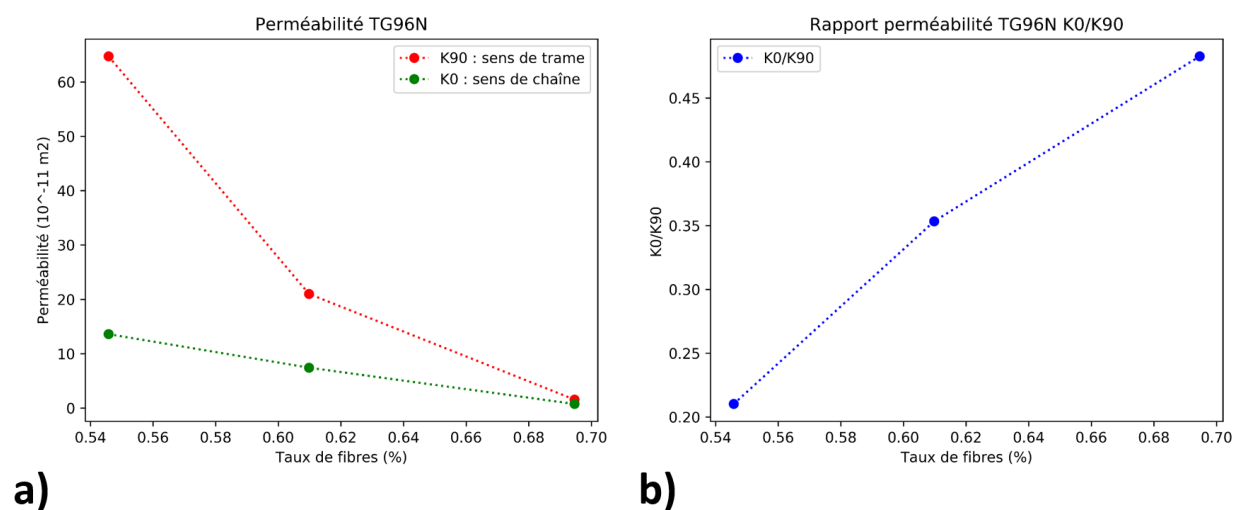 Perméabilité TG96N
K90 : sens de trame
K0 : sens de chaîne
Perméabilité (10^-11 m2)
60
50
40
30
20
10
0
0.54 0.56 0.58 0.60 0.62 0.64 0.66 0.68 0.70
Taux de fibres (%)
a)
Rapport perméabilité TG96N K0/K90
K0/K90
K0/K90
0.45
0.40
0.35
0.30
0.25
0.20
0.54 0.56 0.58 0.60 0.62 0.64 0.66 0.68 0.70
Taux de fibres (%)
b)